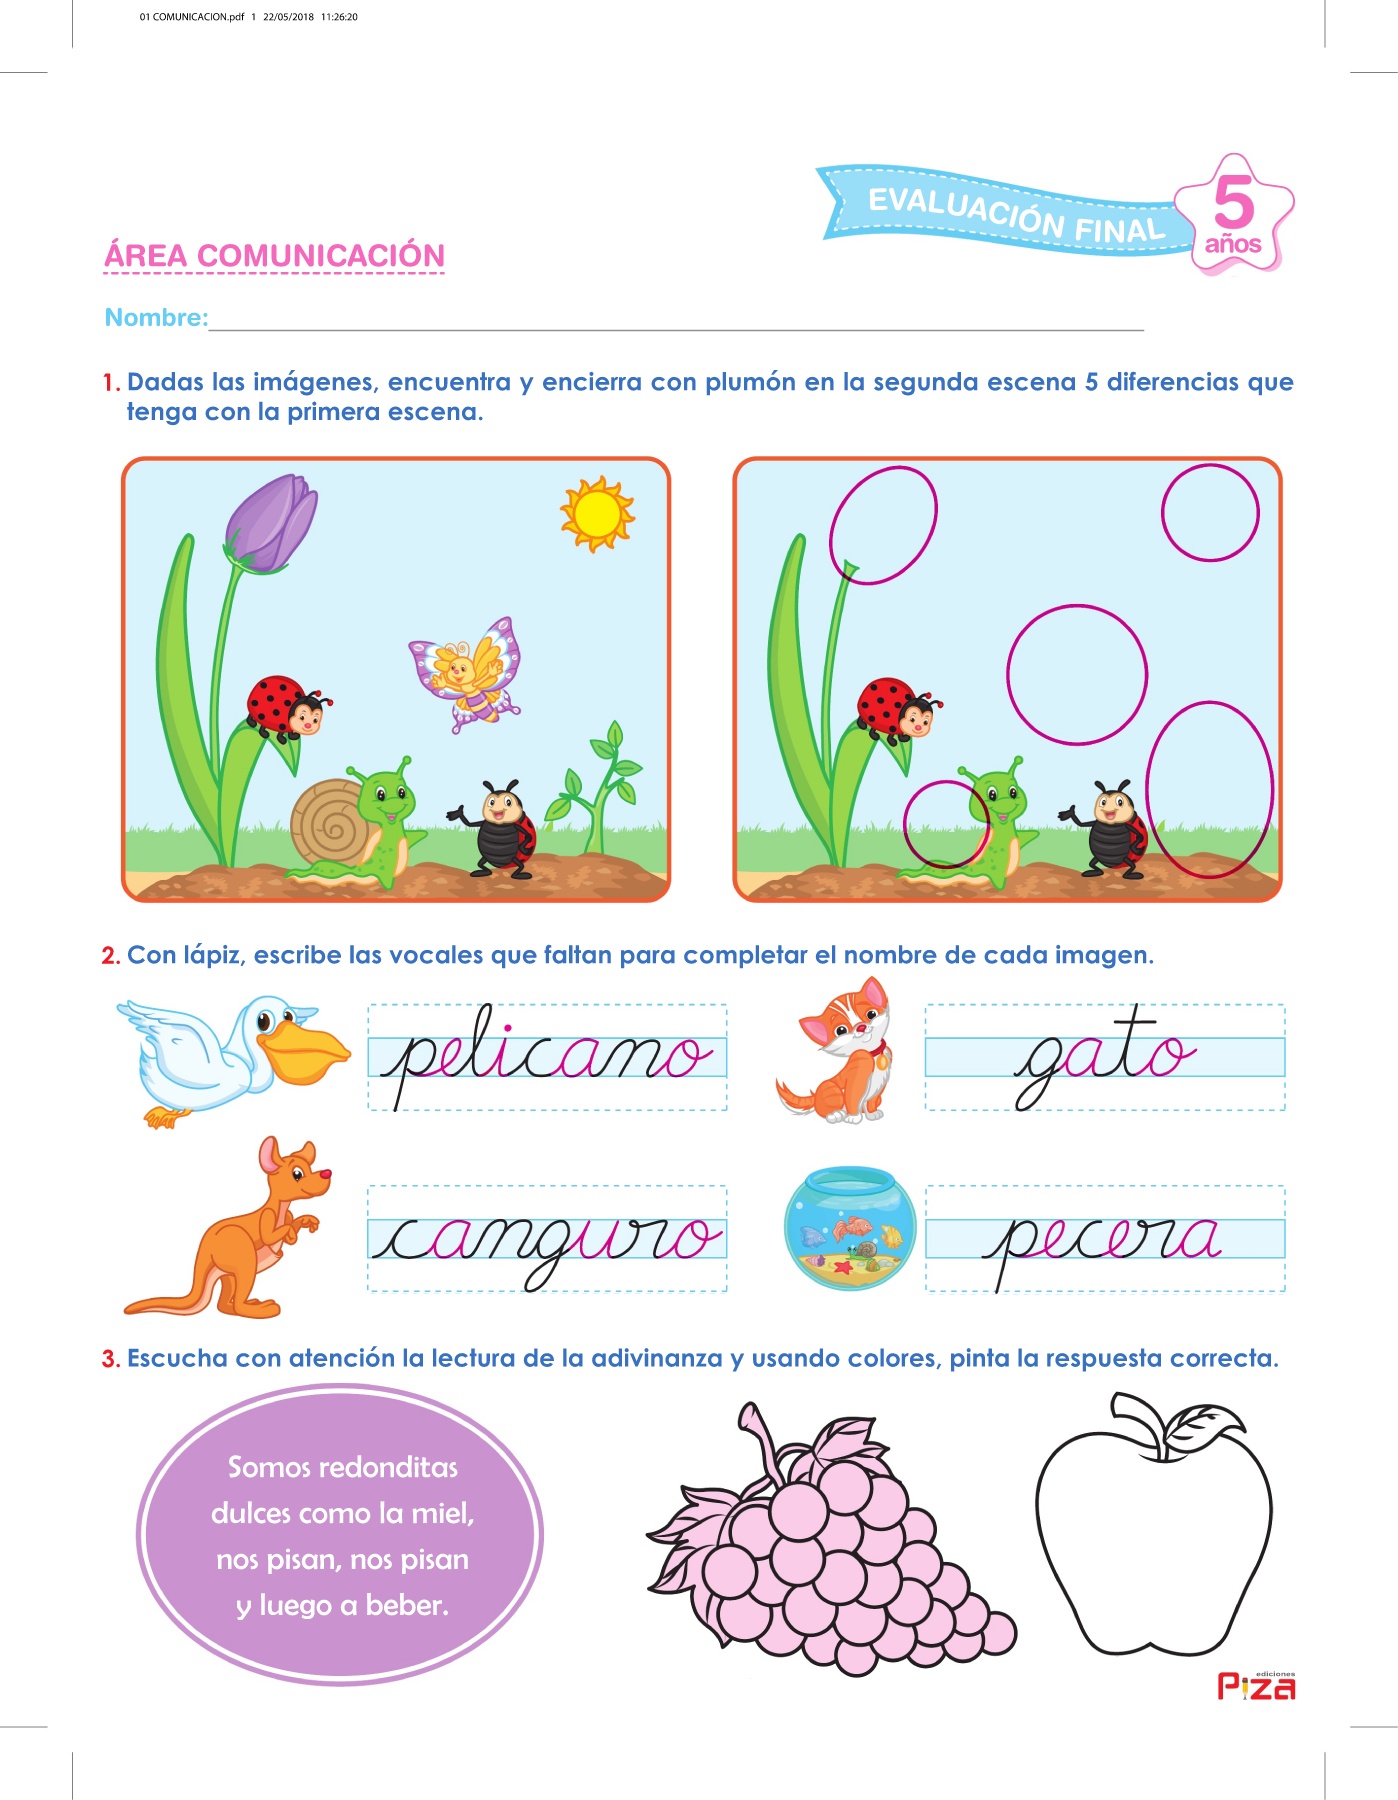 01 COMUNICACION.pdf 1 22/05/2018 11:26:20
EVALUACIÓN FINAL
5
años
ÁREA COMUNICACIÓN
Nombre:
1. Dadas las imágenes, encuentra y encierra con plumón en la segunda escena 5 diferencias que
tenga con la primera escena.
2. Con lápiz, escribe las vocales que faltan para completar el nombre de cada imagen.
pelicano
gato
canguro
pecera
3. Escucha con atención la lectura de la adivinanza y usando colores, pinta la respuesta correcta.
Somos redonditas
dulces como la miel,
nos pisan, nos pisan
y luego a beber.
ediciones
Piza